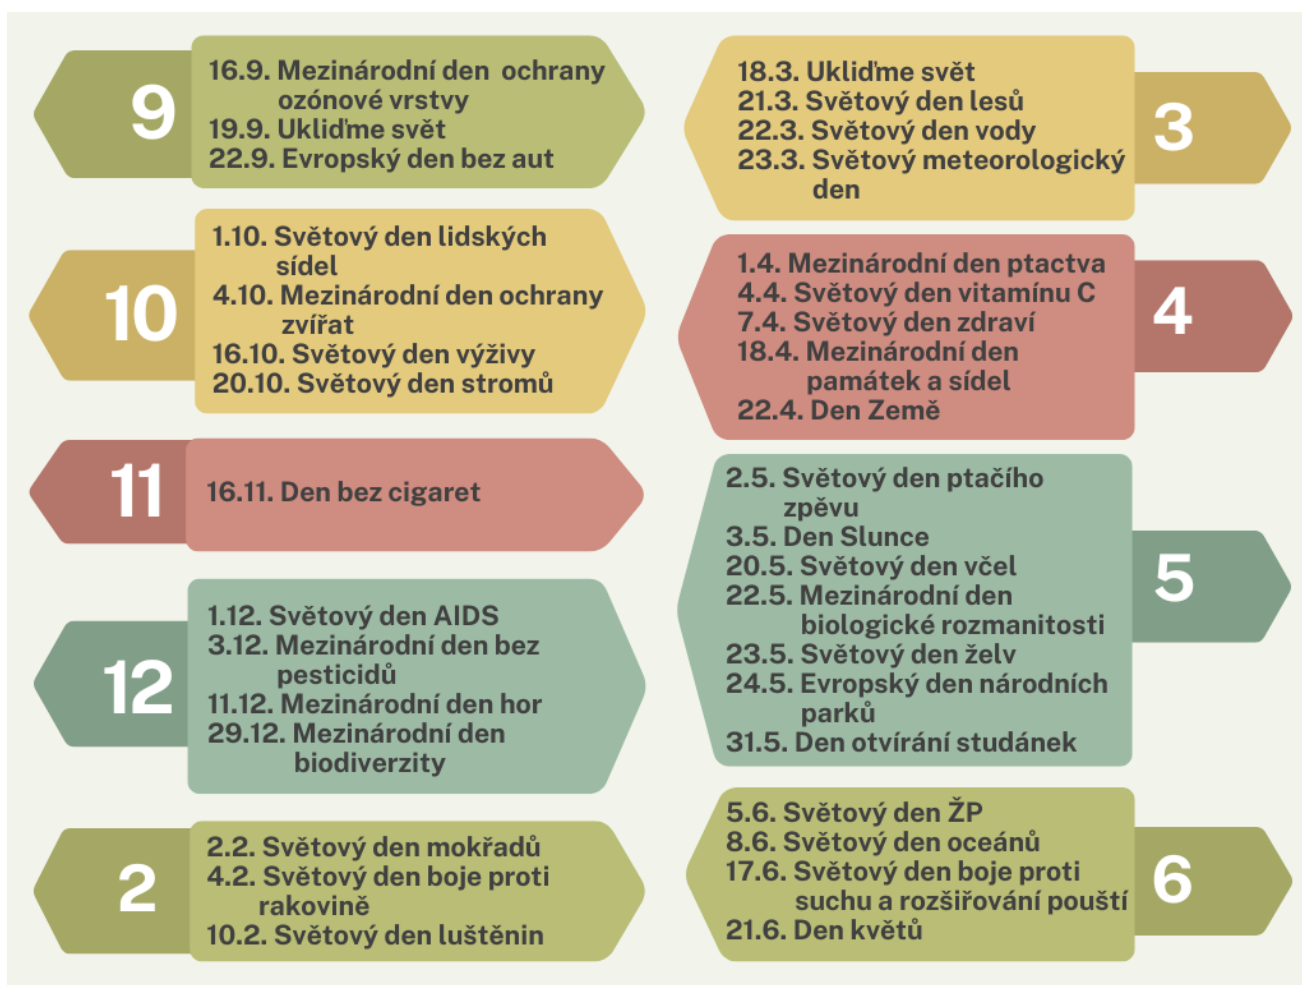 9
16.9. Mezinárodní den ochrany
ozónové vrstvy
19.9. Ukliďme svět
22.9. Evropský den bez aut
10
1.10. Světový den lidských
sídel
4.10. Mezinárodní den ochrany
zvířat
16.10. Světový den výživy
20.10. Světový den stromů
11
16.11. Den bez cigaret
12
1.12. Světový den AIDS
3.12. Mezinárodní den bez
pesticidů
11.12. Mezinárodní den hor
29.12. Mezinárodní den
biodiverzity
2
2.2. Světový den mokřadů
4.2. Světový den boje proti
rakovině
10.2. Světový den luštěnin
3
18.3. Ukliďme svět
21.3. Světový den lesů
22.3. Světový den vody
23.3. Světový meteorologický
den
4
1.4. Mezinárodní den ptactva
4.4. Světový den vitamínu C
7.4. Světový den zdraví
18.4. Mezinárodní den
památek a sídel
22.4. Den Země
5
2.5. Světový den ptačího
zpěvu
3.5. Den Slunce
20.5. Světový den včel
22.5. Mezinárodní den
biologické rozmanitosti
23.5. Světový den želv
24.5. Evropský den národních
parků
31.5. Den otvírání studánek
6
5.6. Světový den ŽP
8.6. Světový den oceánů
17.6. Světový den boje proti
suchu a rozšiřování pouští
21.6. Den květů